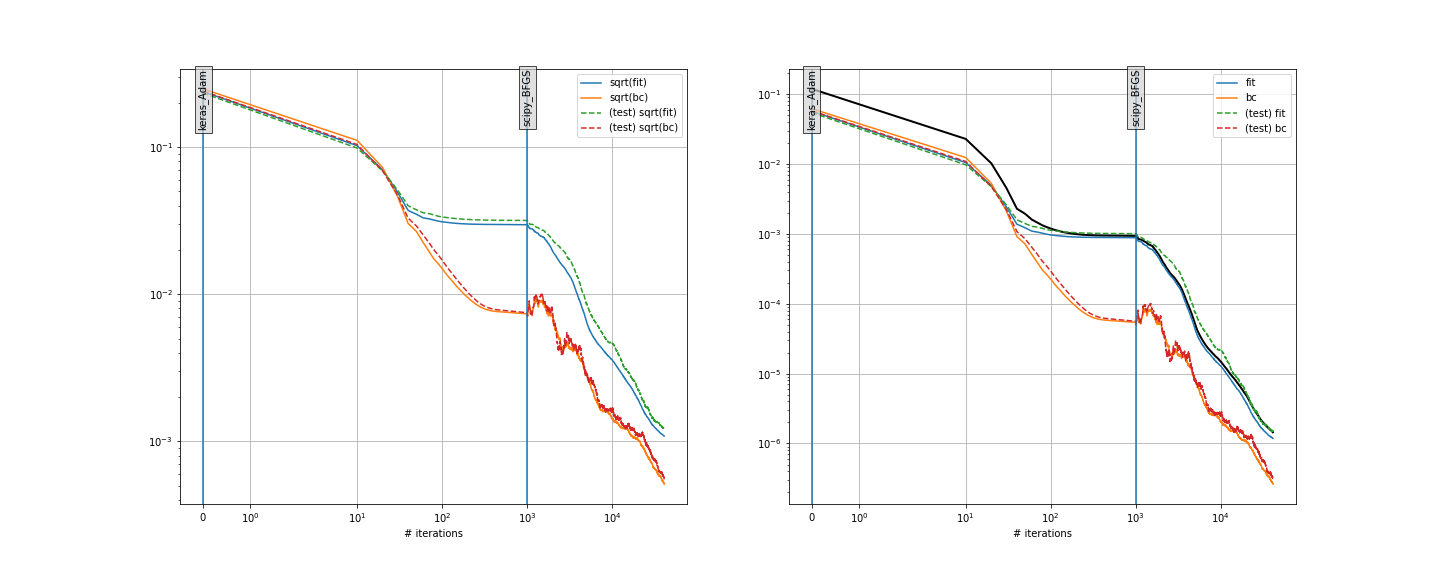 keras_Adam
scipy_BFGS
sqrt(fit)
sqrt(bc)
(test) sqrt(fit)
(test) sqrt(bc)
10⁻¹
10⁻²
10⁻³
0
10⁰
10¹
10²
10³
10⁴
# iterations
keras_Adam
scipy_BFGS
fit
bc
(test) fit
(test) bc
10⁻¹
10⁻²
10⁻³
10⁻⁴
10⁻⁵
10⁻⁶
0
10⁰
10¹
10²
10³
10⁴
# iterations